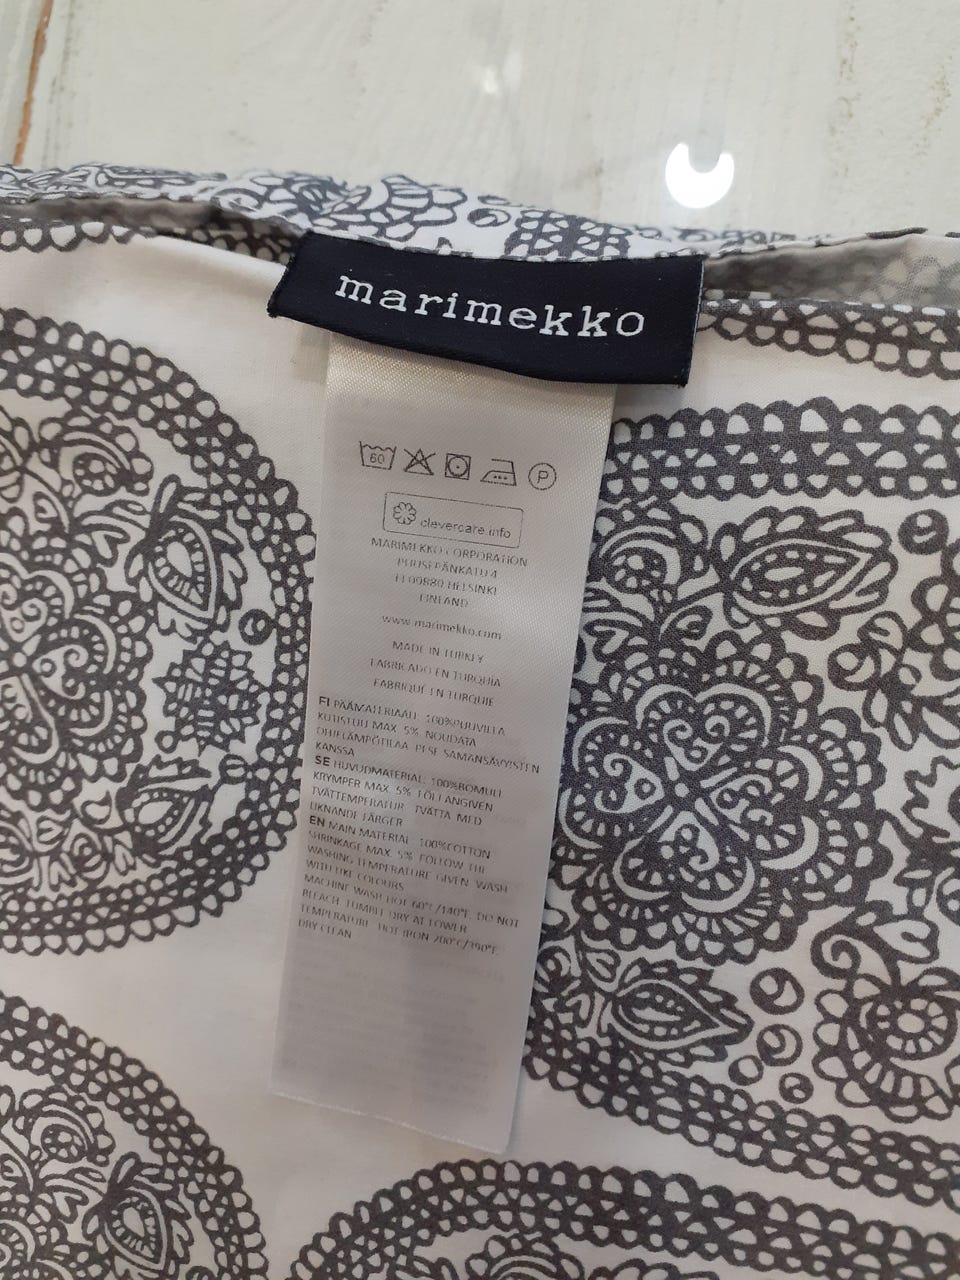 marimekko
60
P
clevercare.info
MARIMEKKO CORPORATION
PUUSEPÄNKATU 4
FI 00880 HELSINKI
FINLAND
www.marimekko.com
MADE IN TURKEY
FABRICADO EN TURQUÍA
FABRIQUÉ EN TURQUIE
FI PÄÄMATERIAALI: 100%PUUVILLA
KUTISTUU MAX. 5% NOUDATA
OHJELÄMPÖTILAA. PESE SAMANSÄVYISTEN
KANSSA
SE HUVUDMATERIAL: 100%BOMULL
KRYMPER MAX. 5% FÖLJ ANGIVEN
TVÄTTEMPERATUR. TVÄTTA MED
LIKNANDE FÄRGER
EN MAIN MATERIAL: 100%COTTON
SHRINKAGE MAX. 5% FOLLOW THE
WASHING TEMPERATURE GIVEN. WASH
WITH LIKE COLOURS
MACHINE WASH HOT 60°C/140°F. DO NOT
BLEACH. TUMBLE DRY AT LOWER
TEMPERATURE. HOT IRON 200°C/390°F.
DRY CLEAN